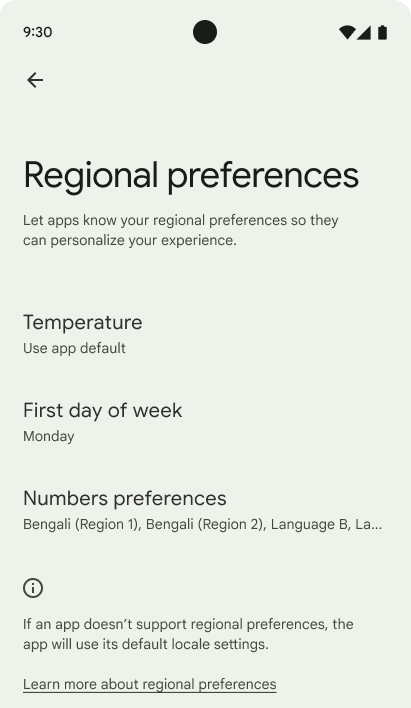 9:30
Regional preferences
Let apps know your regional preferences so they
can personalize your experience.
Temperature
Use app default
First day of week
Monday
Numbers preferences
Bengali (Region 1), Bengali (Region 2), Language B, La...
If an app doesn’t support regional preferences, the
app will use its default locale settings.
Learn more about regional preferences